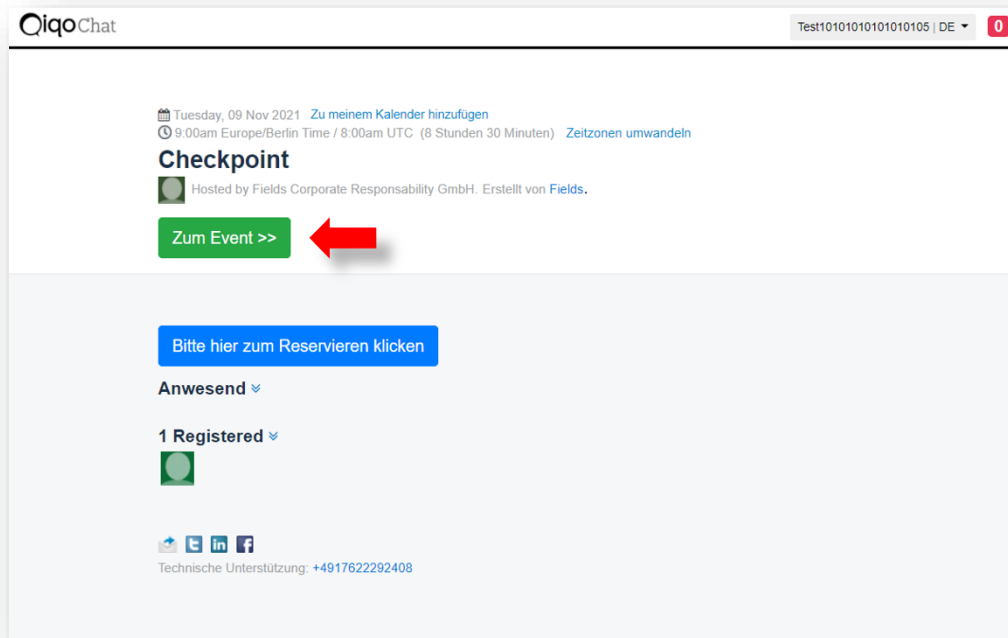 QiqoChat
Test10101010101010105 | DE
0
Tuesday, 09 Nov 2021 Zu meinem Kalender hinzufügen
9:00am Europe/Berlin Time / 8:00am UTC (8 Stunden 30 Minuten) Zeitzonen umwandeln
Checkpoint
Hosted by Fields Corporate Responsability GmbH. Erstellt von Fields.
Zum Event >>
Bitte hier zum Reservieren klicken
Anwesend
1 Registered
Technische Unterstützung: +4917622292408